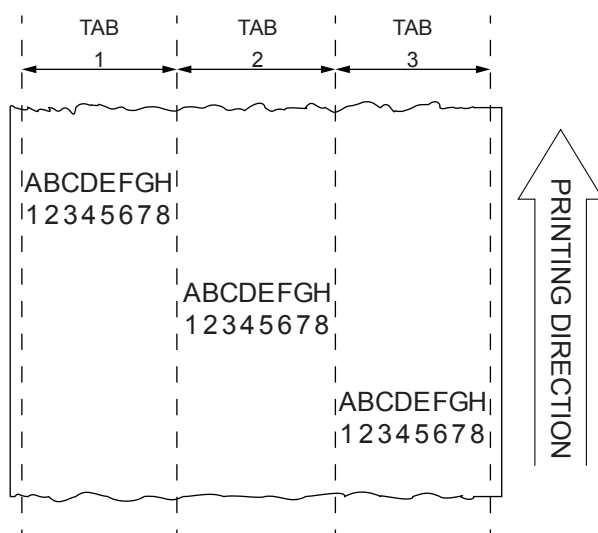 TAB TAB TAB
1 2 3
ABCDEFGH
12345678
ABCDEFGH
12345678
ABCDEFGH
12345678
PRINTING DIRECTION